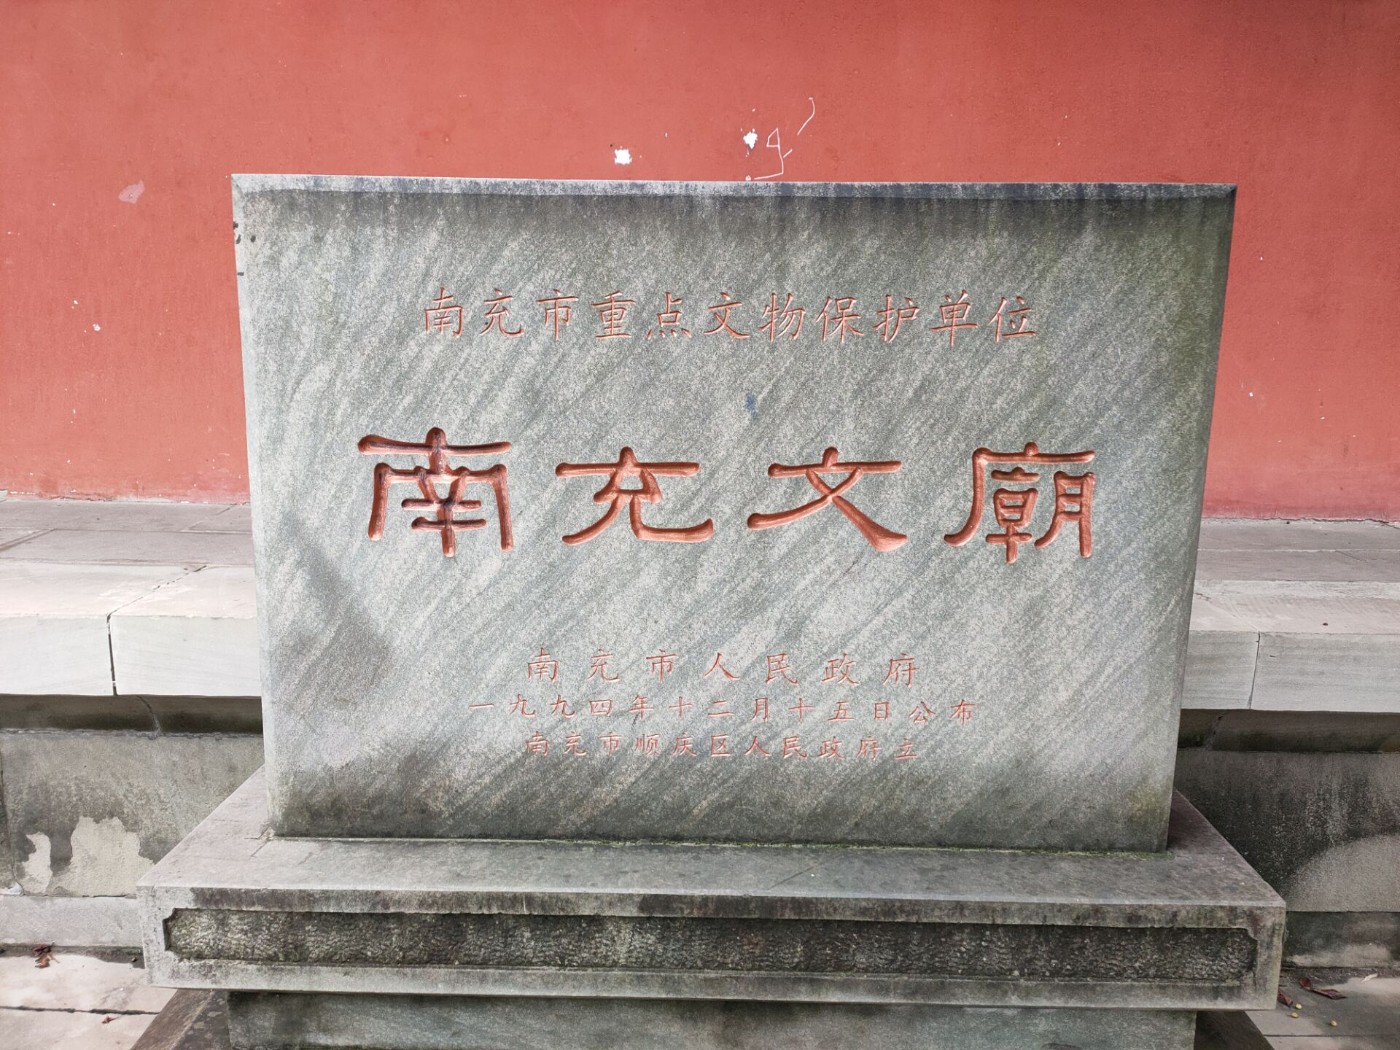 南充市重点文物保护单位
南充文廟
南充市人民政府
一九九四年十二月十五日公布
南充市顺庆区人民政府立